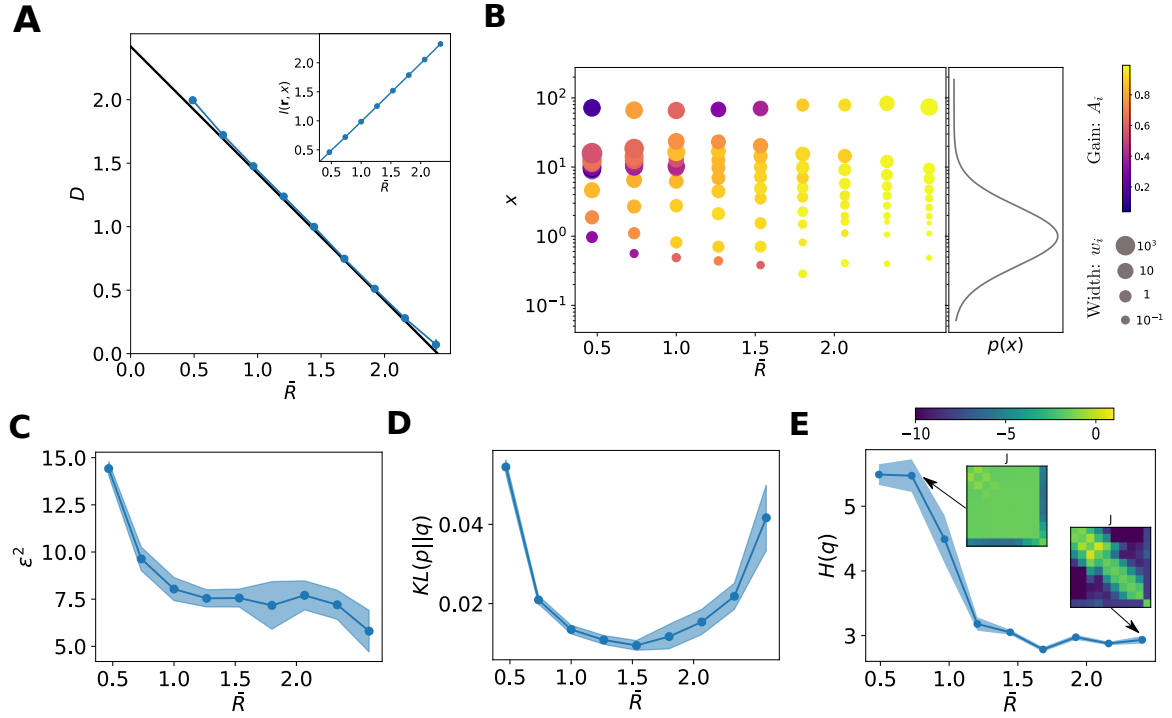 A
D
2.0
1.5
1.0
0.5
0.0
0.0 0.5 1.0 1.5 2.0
R̄
I(r, x)
2.0
1.5
1.0
0.5
0.5 1.0 1.5 2.0
R̄
B
x
10²
10¹
10⁰
10⁻¹
0.5 1.0 1.5 2.0
R̄
p(x)
Gain: Aᵢ
0.8
0.6
0.4
0.2
Width: wᵢ
10³
10
1
10⁻¹
C
ε²
15.0
12.5
10.0
7.5
5.0
0.5 1.0 1.5 2.0
R̄
D
KL(p||q)
0.04
0.02
0.5 1.0 1.5 2.0
R̄
E
−10 −5 0
H(q)
5
4
3
J
J
0.5 1.0 1.5 2.0
R̄